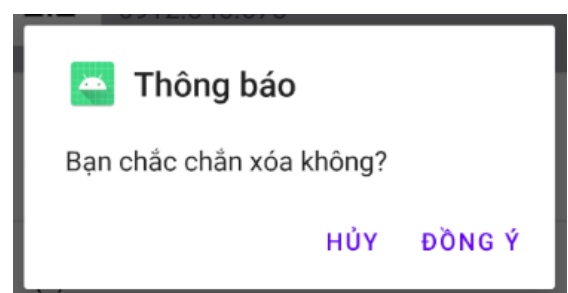 Thông báo
Bạn chắc chắn xóa không?
HỦY ĐỒNG Ý